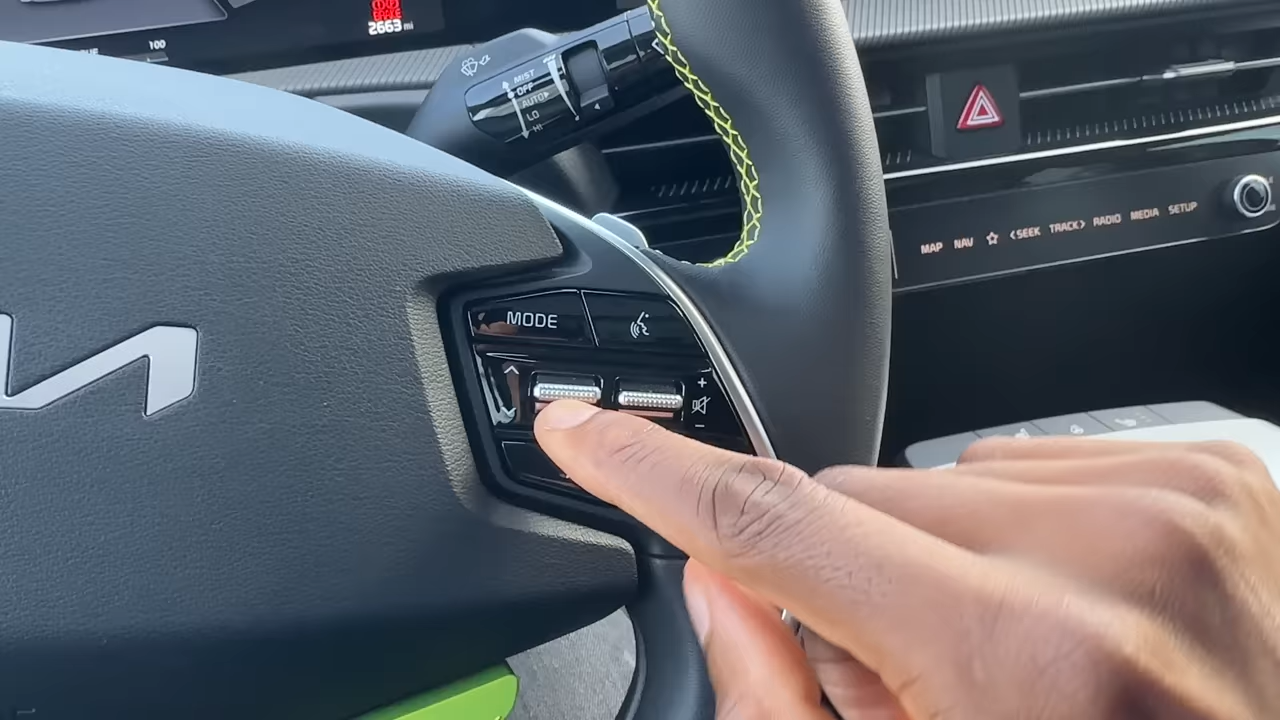 2663 mi
100
MIST
OFF
AUTO
LO
HI
MAP NAV <SEEK TRACK> RADIO MEDIA SETUP
MODE
+
-